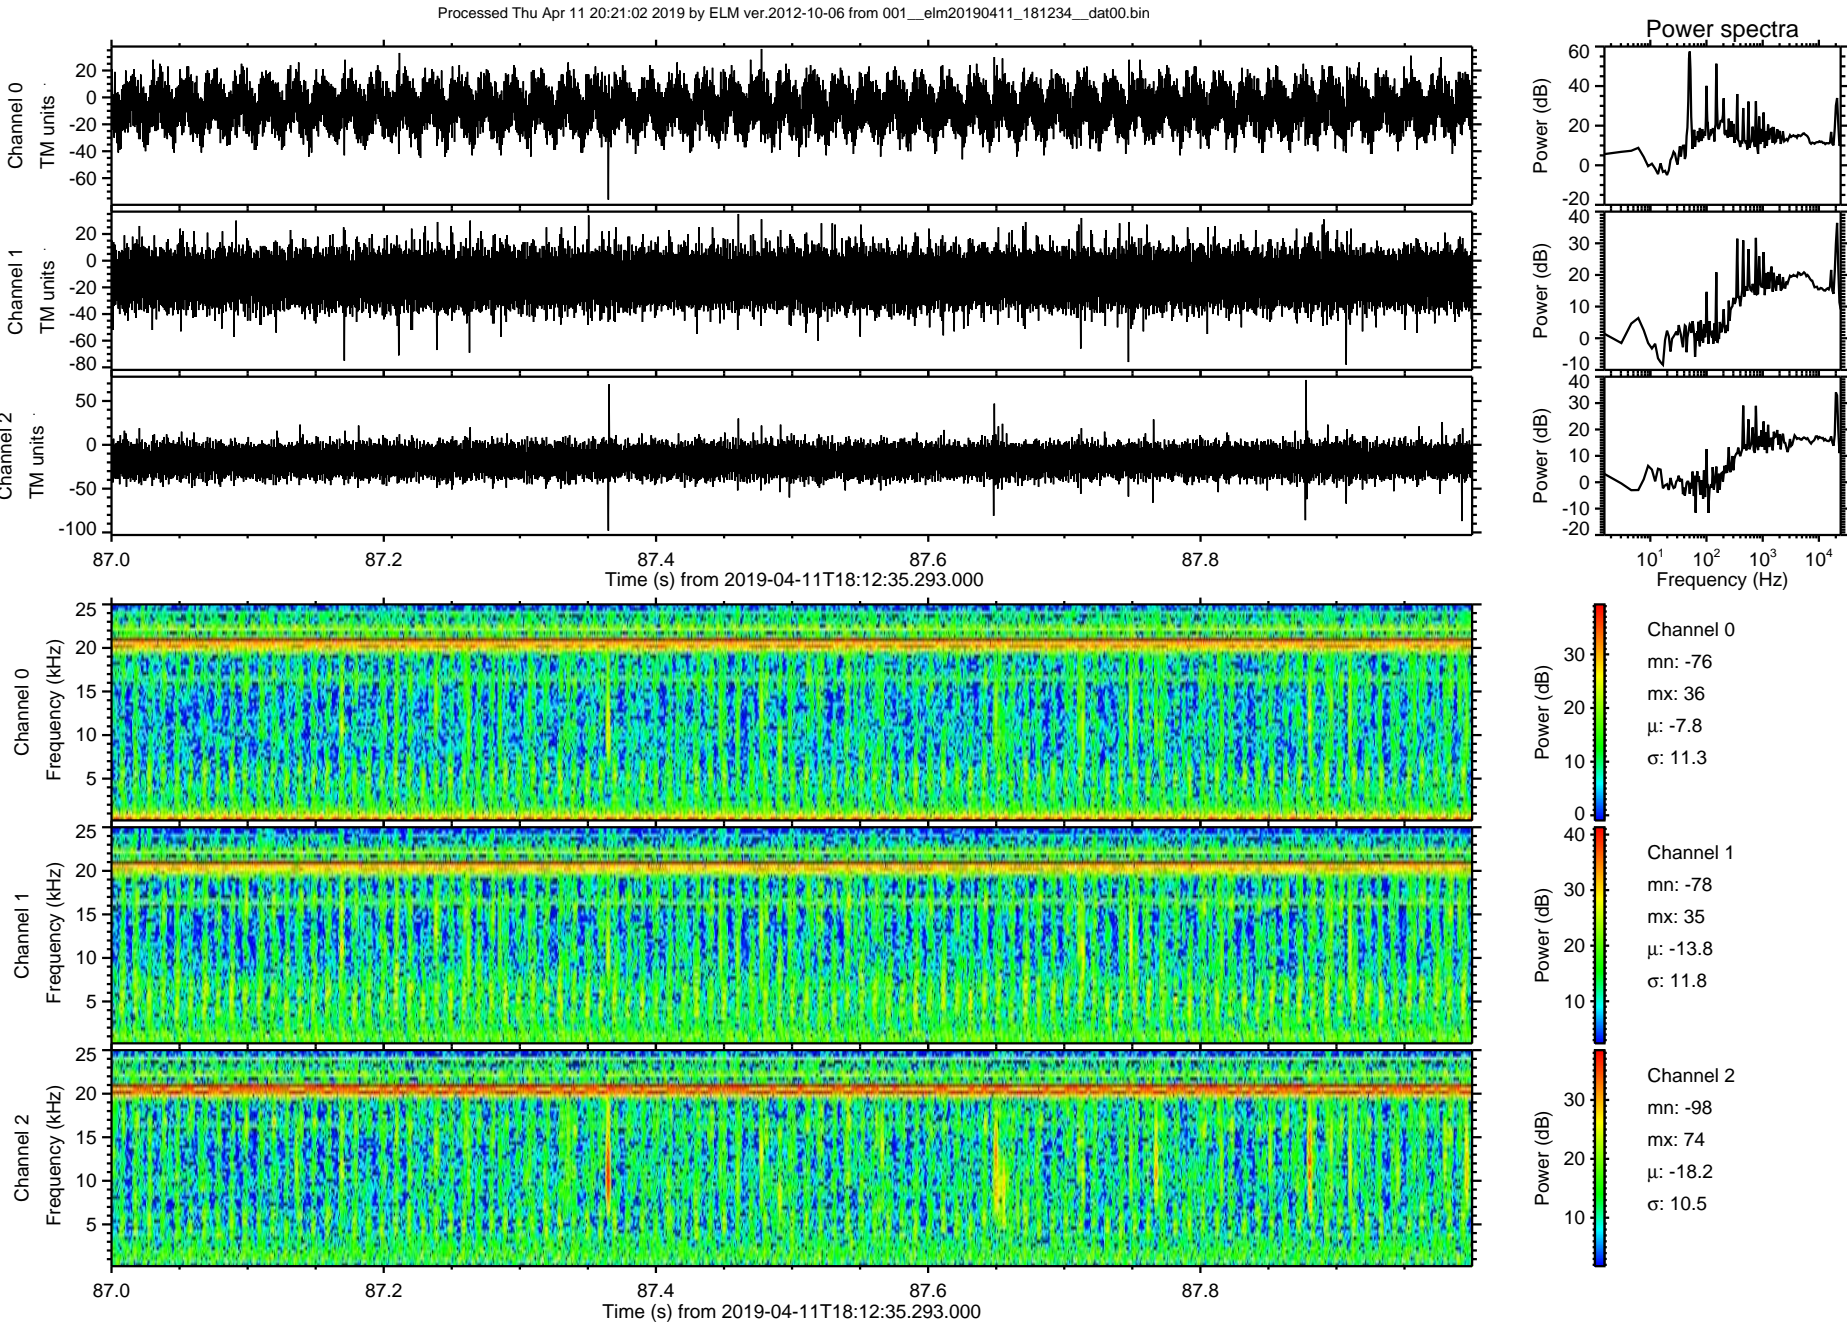 Processed Thu Apr 11 20:21:02 2019 by ELM ver.2012-10-06 from 001__elm20190411_181234__dat00.bin
Power spectra
Channel 0
TM units
20
0
-20
-40
-60
Power (dB)
60
40
20
0
-20
Channel 1
TM units
20
0
-20
-40
-60
-80
Power (dB)
40
30
20
10
0
-10
Channel 2
TM units
50
0
-50
-100
Power (dB)
40
30
20
10
0
-10
-20
87.0 87.2 87.4 87.6 87.8
Time (s) from 2019-04-11T18:12:35.293.000
10^1 10^2 10^3 10^4
Frequency (Hz)
Channel 0
Frequency (kHz)
25
20
15
10
5
Power (dB)
30
20
10
0
Channel 0
mn: -76
mx: 36
μ: -7.8
σ: 11.3
Channel 1
Frequency (kHz)
25
20
15
10
5
Power (dB)
40
30
20
10
Channel 1
mn: -78
mx: 35
μ: -13.8
σ: 11.8
Channel 2
Frequency (kHz)
25
20
15
10
5
Power (dB)
30
20
10
Channel 2
mn: -98
mx: 74
μ: -18.2
σ: 10.5
87.0 87.2 87.4 87.6 87.8
Time (s) from 2019-04-11T18:12:35.293.000